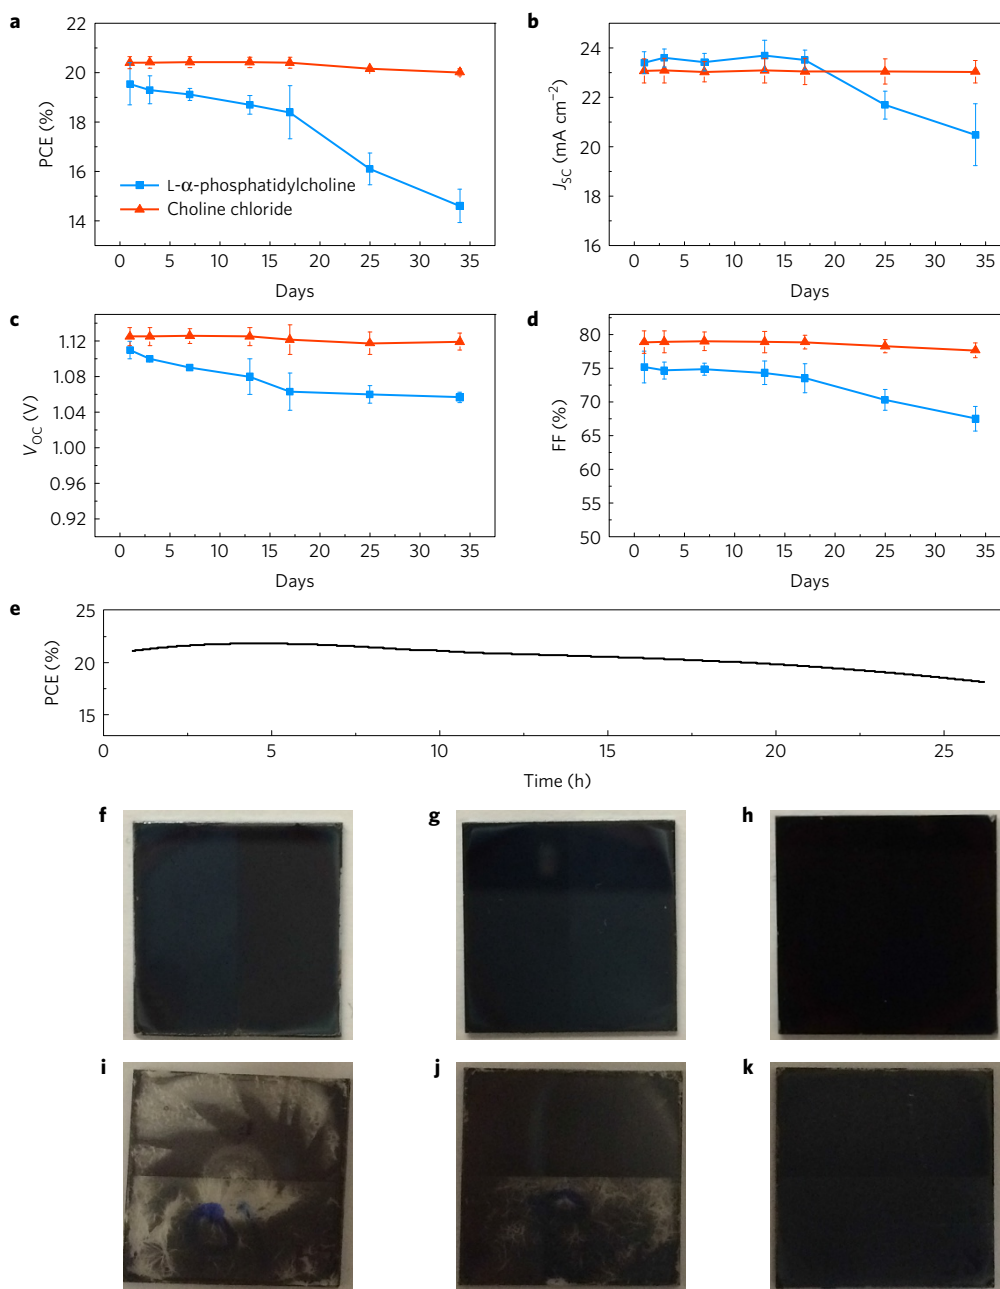 a
22
20
18
16
14
PCE (%)
L-α-phosphatidylcholine
Choline chloride
0 5 10 15 20 25 30 35
Days
b
24
22
20
18
16
J_SC (mA cm⁻²)
0 5 10 15 20 25 30 35
Days
c
1.12
1.08
1.04
1.00
0.96
0.92
V_OC (V)
0 5 10 15 20 25 30 35
Days
d
80
75
70
65
60
55
50
FF (%)
0 5 10 15 20 25 30 35
Days
e
25
20
15
PCE (%)
0 5 10 15 20 25
Time (h)
f g h
i j k